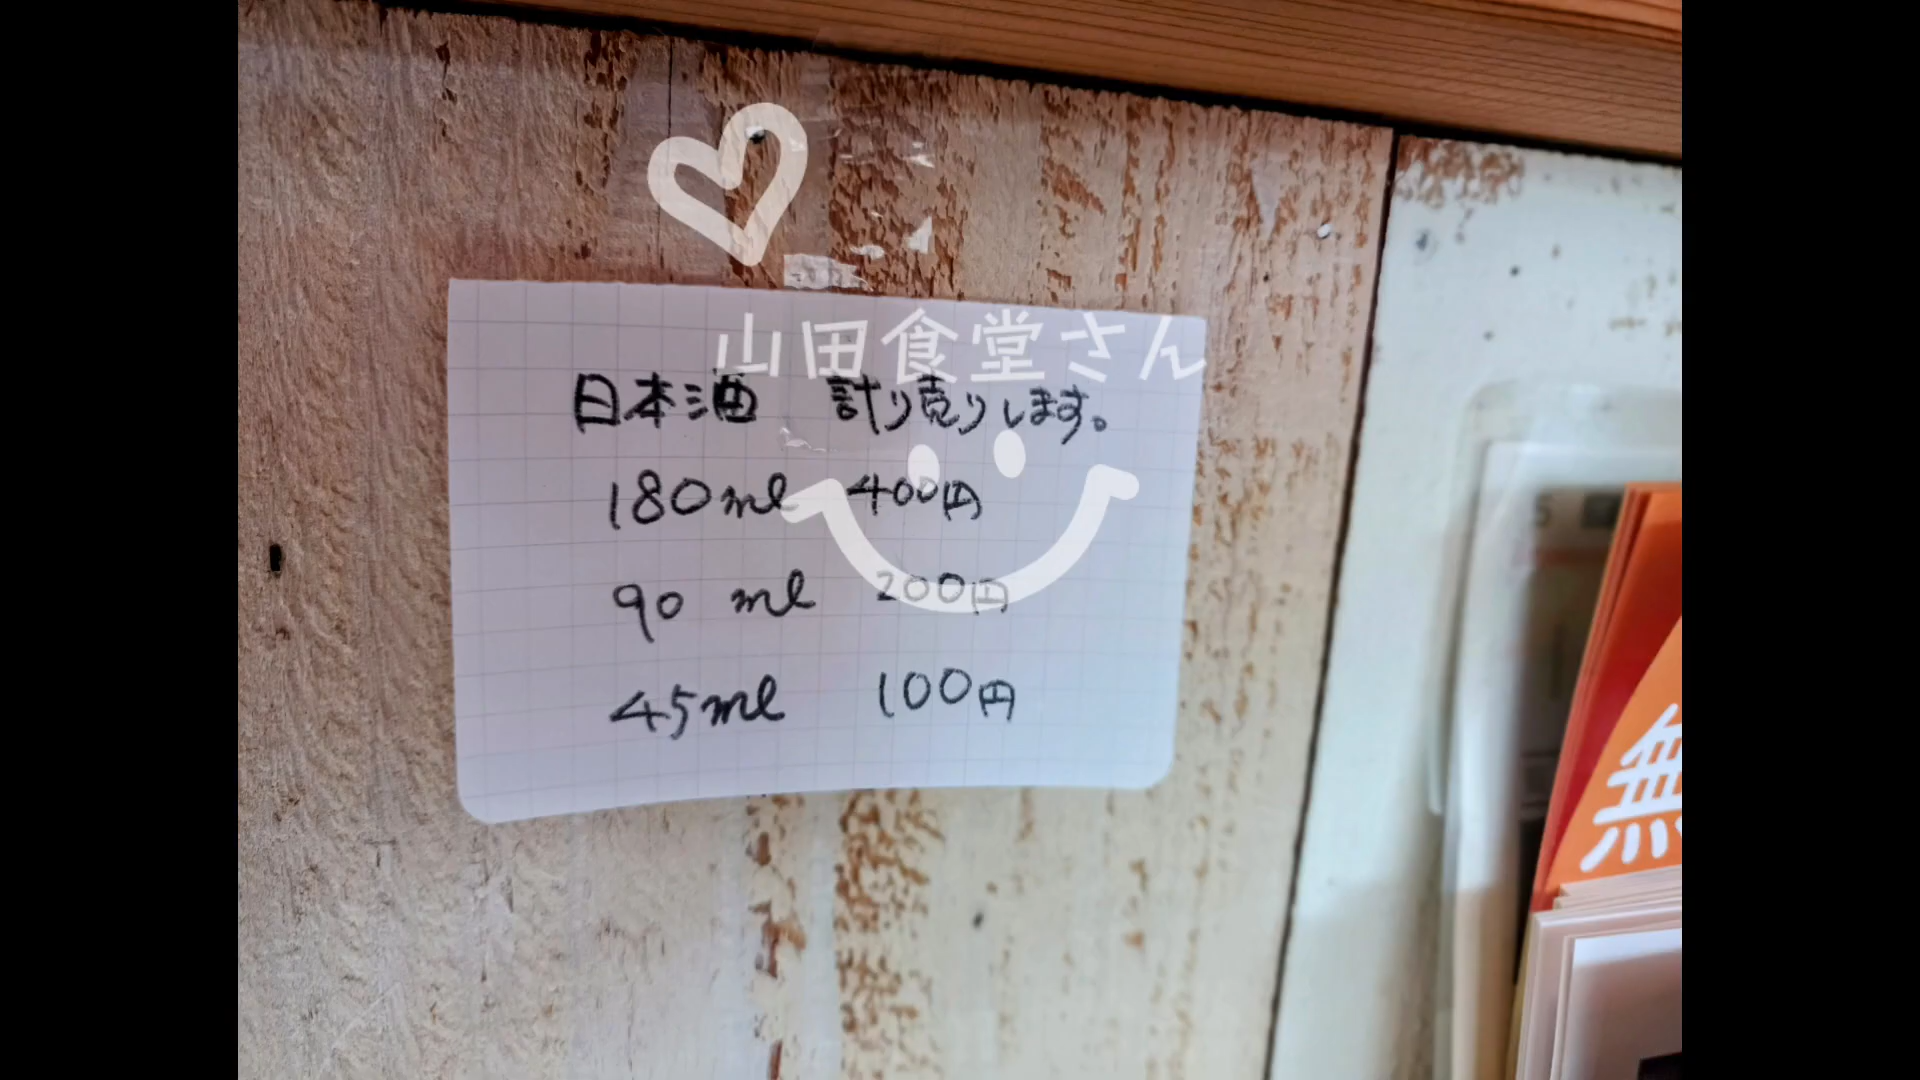 山田食堂さん
日本酒 計り売りします。
180ml 400円
90 ml 200円
45ml 100円
無